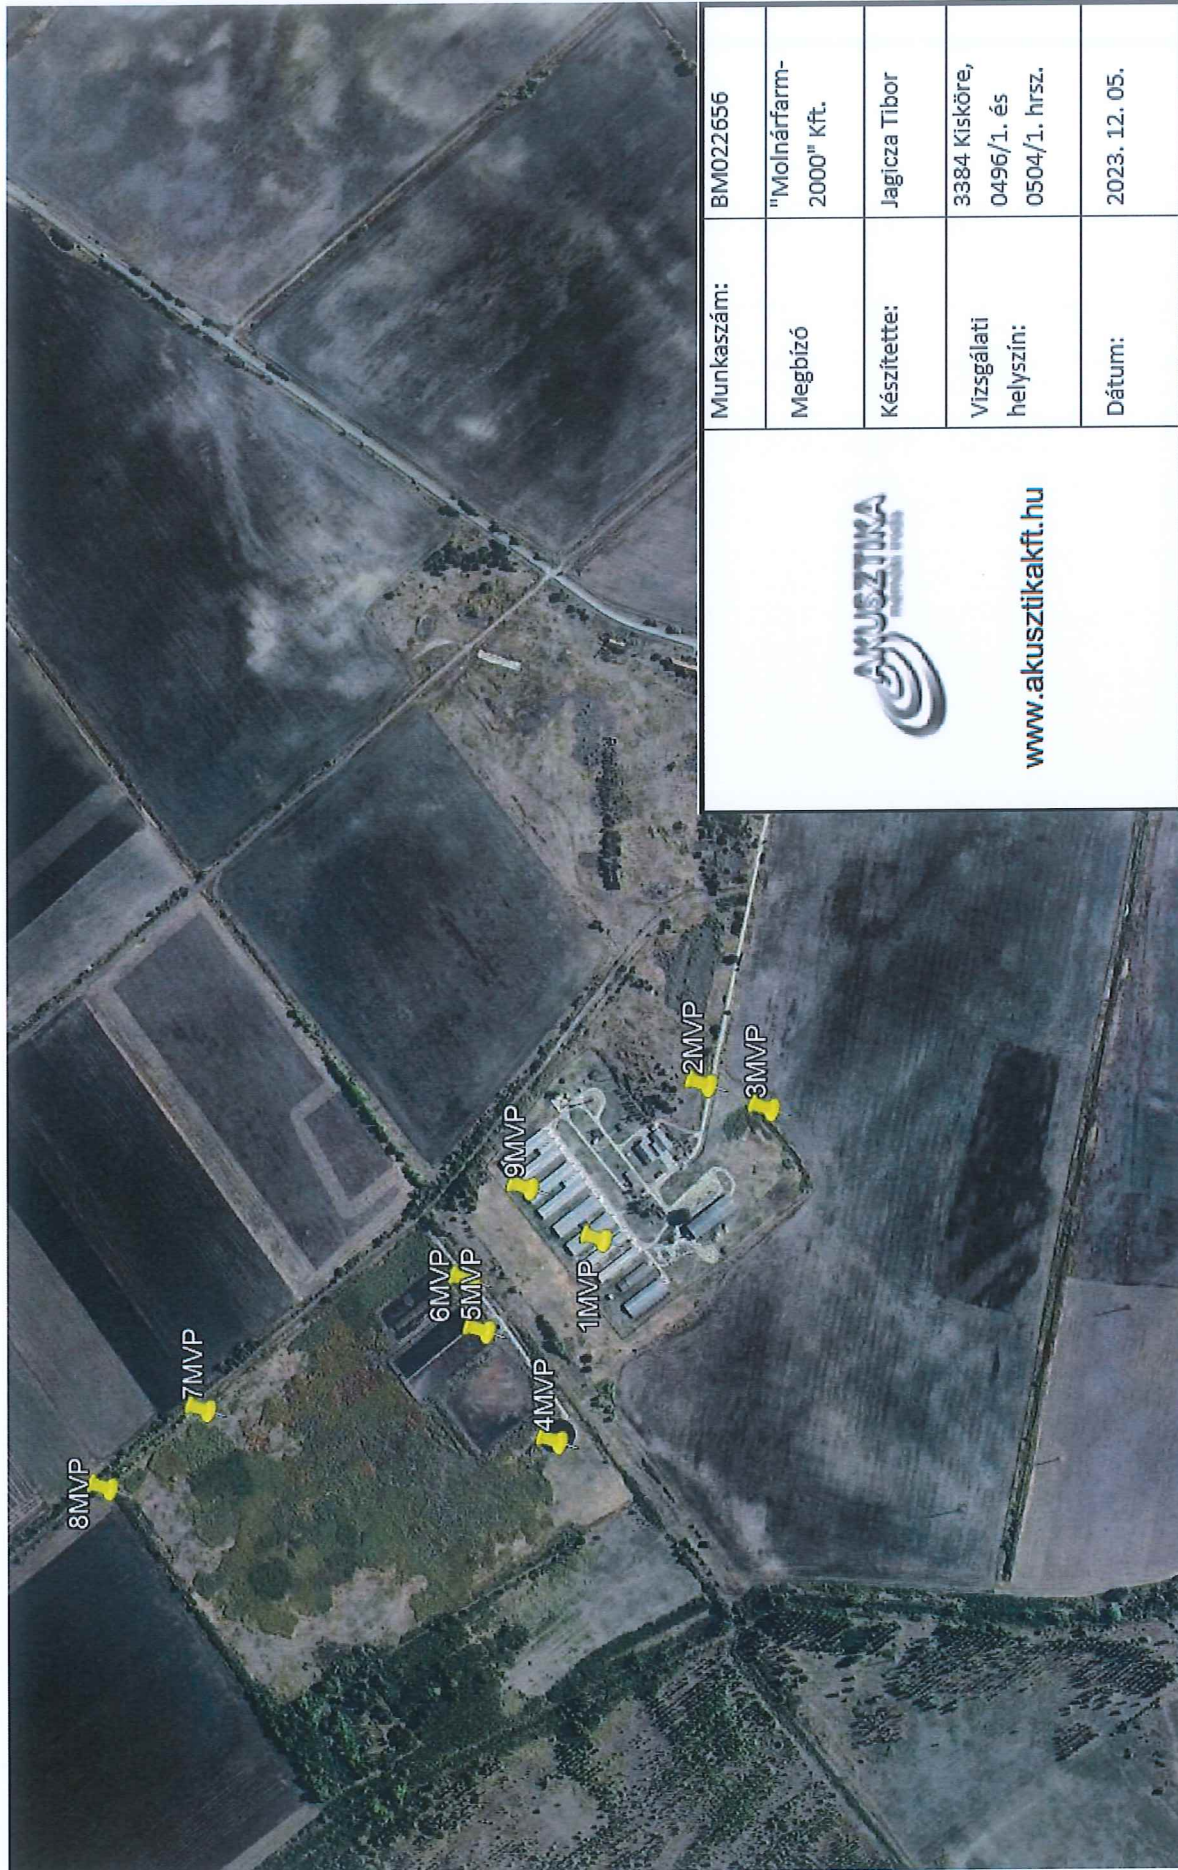 8MVP
7MVP
6MVP
5MVP
4MVP
9MVP
1MVP
2MVP
3MVP
AKUSZTIKA
www.akusztikakft.hu
Munkaszám:
BM022656
Megbízó
"Molnárfarm-
2000" Kft.
Készítette:
Jagicza Tibor
Vizsgálati
helyszín:
3384 Kisköre,
0496/1. és
0504/1. hrsz.
Dátum:
2023. 12. 05.